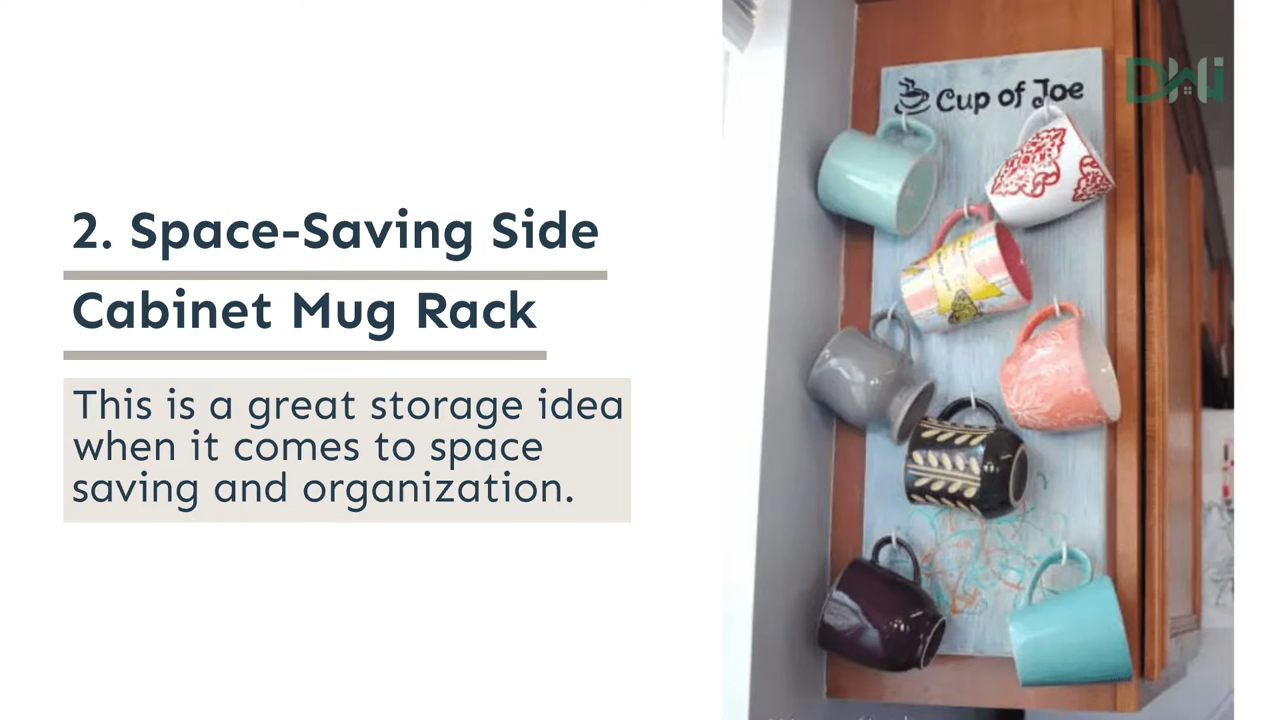 2. Space-Saving Side
Cabinet Mug Rack
This is a great storage idea
when it comes to space
saving and organization.
Cup of Joe
DHI